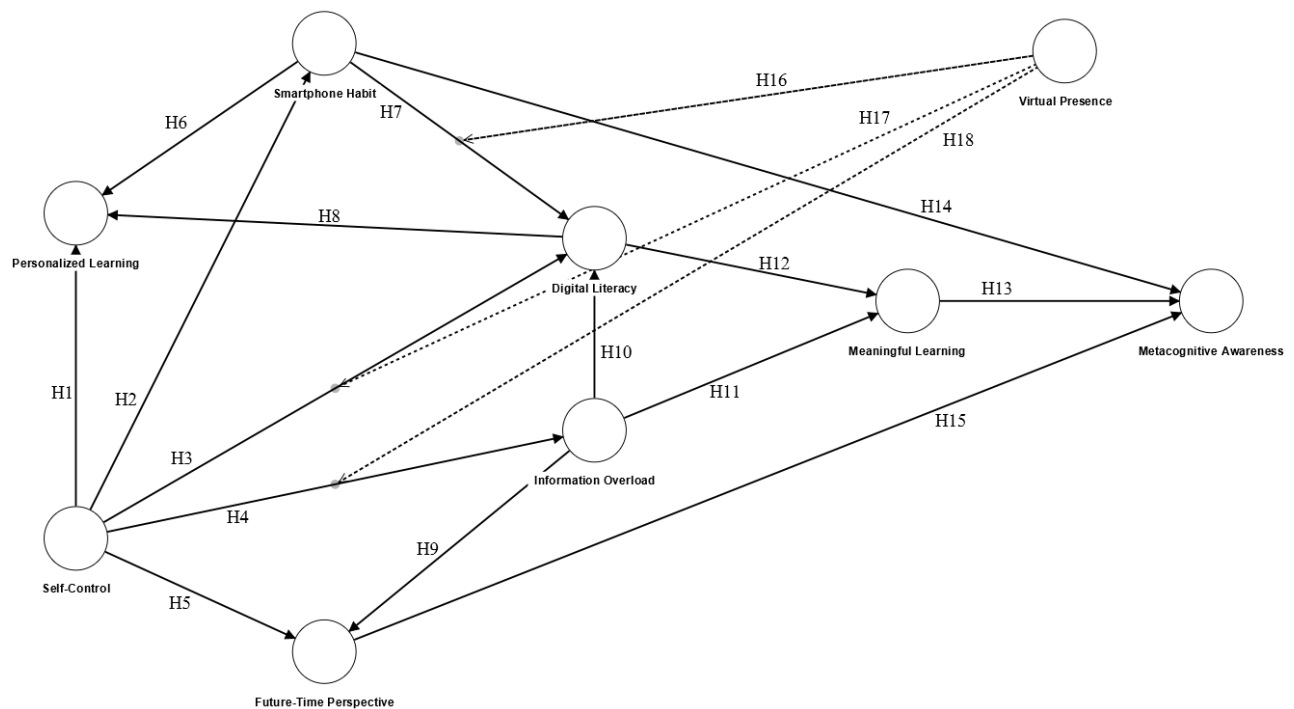 Smartphone Habit
Virtual Presence
H16
H17
H7
H6
H18
H14
H8
Personalized Learning
H12
Digital Literacy
H13
Meaningful Learning
Metacognitive Awareness
H10
H1
H2
H11
H15
H3
Information Overload
H4
H9
Self-Control
H5
Future-Time Perspective